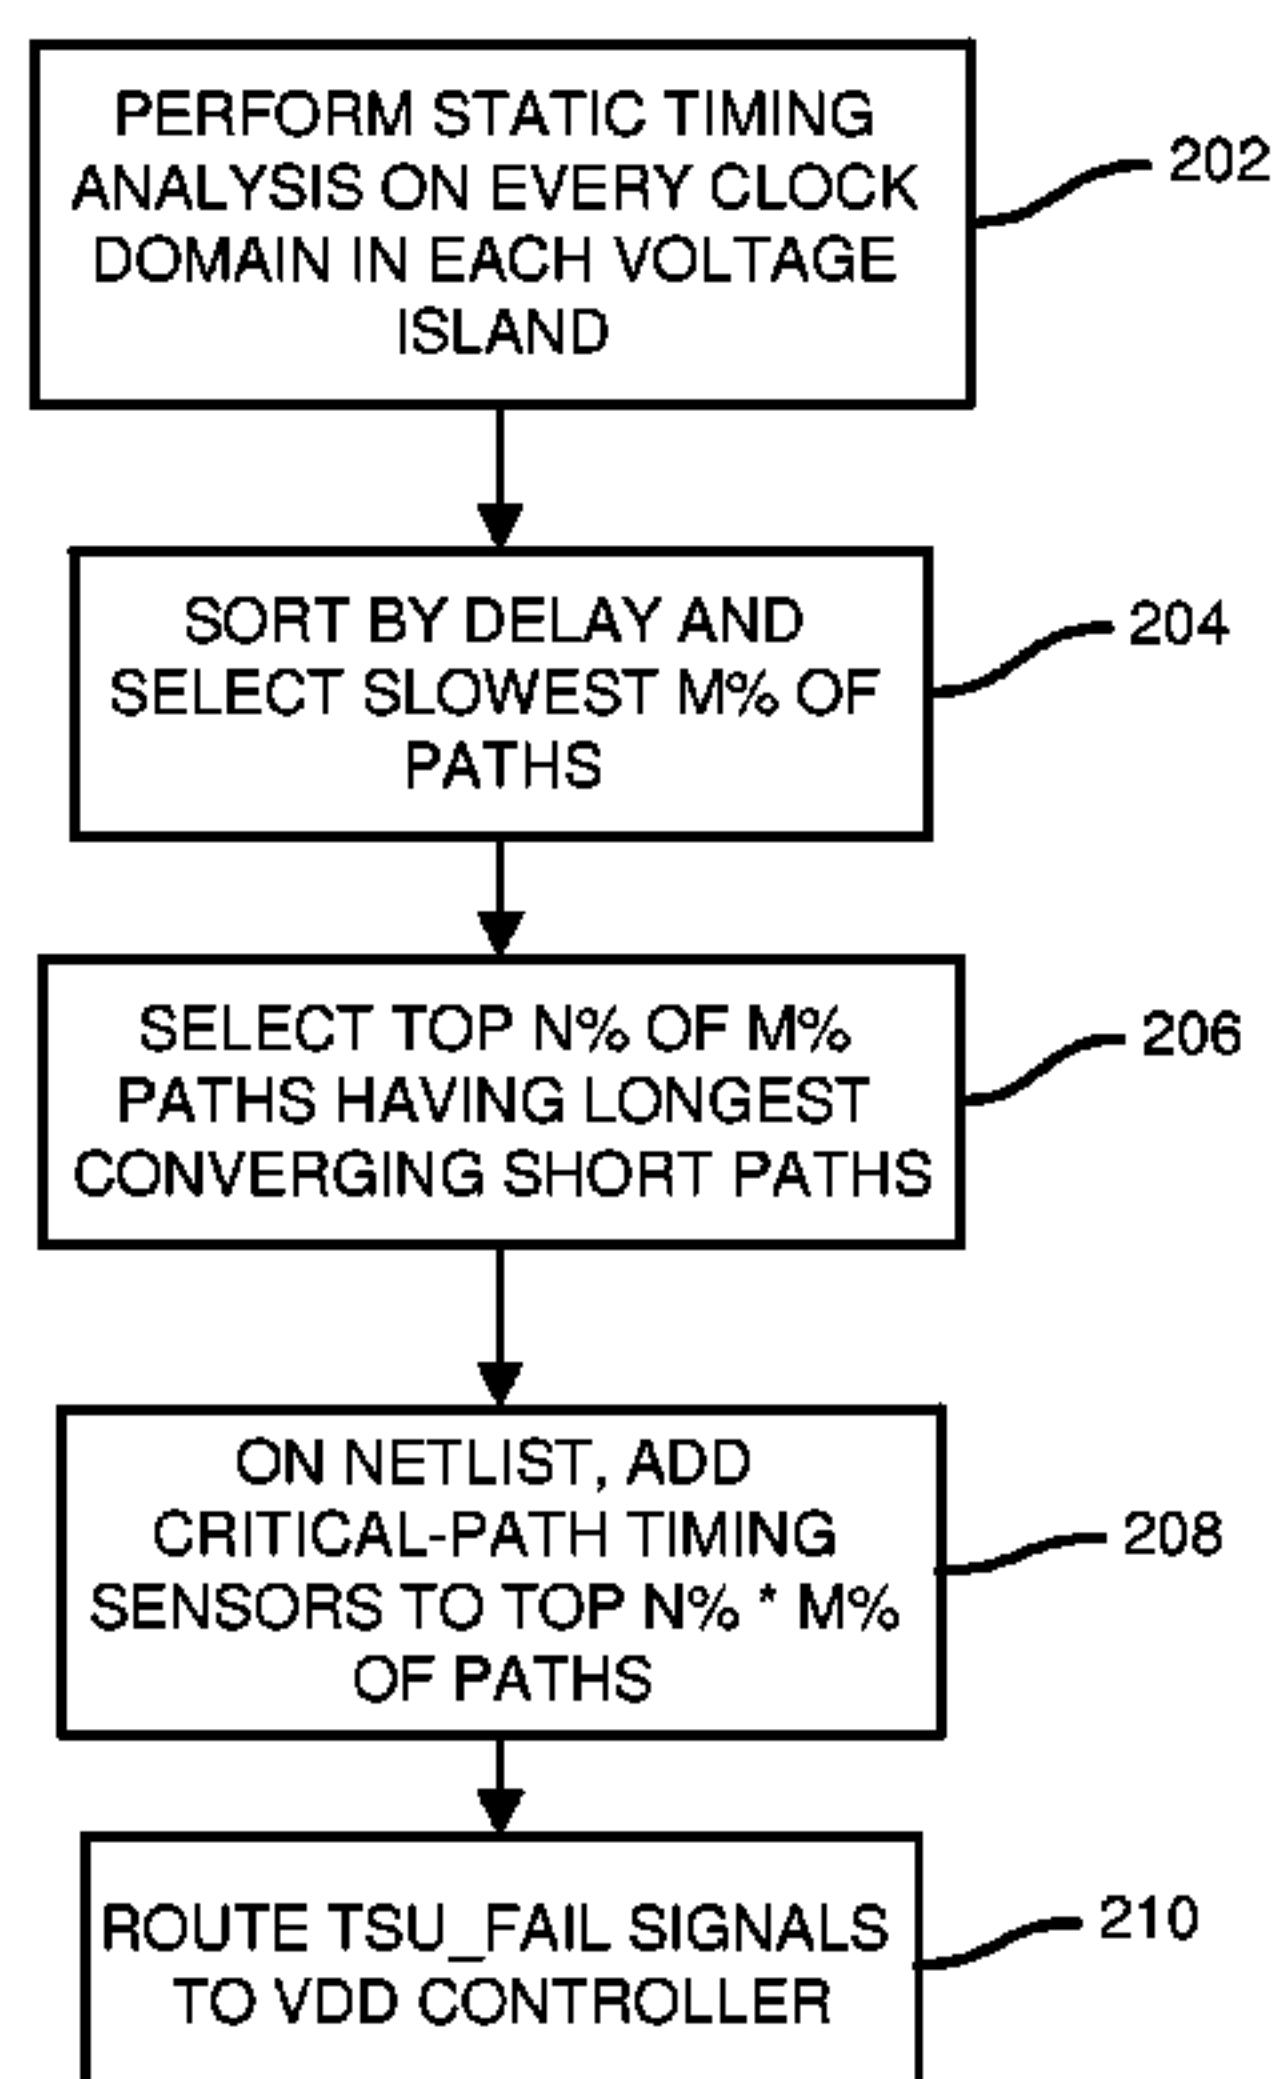 PERFORM STATIC TIMING
ANALYSIS ON EVERY CLOCK
DOMAIN IN EACH VOLTAGE
ISLAND
202
SORT BY DELAY AND
SELECT SLOWEST M% OF
PATHS
204
SELECT TOP N% OF M%
PATHS HAVING LONGEST
CONVERGING SHORT PATHS
206
ON NETLIST, ADD
CRITICAL-PATH TIMING
SENSORS TO TOP N% * M%
OF PATHS
208
ROUTE TSU_FAIL SIGNALS
TO VDD CONTROLLER
210